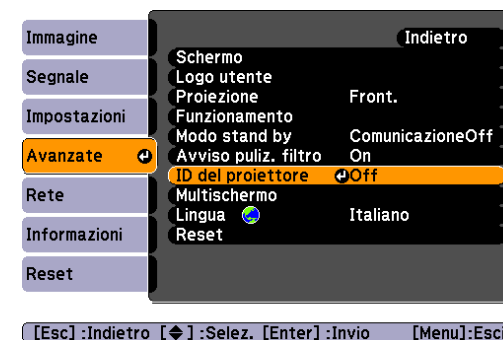 Immagine
Segnale
Impostazioni
Avanzate
Rete
Informazioni
Reset
Indietro
Schermo
Logo utente
Proiezione Front.
Funzionamento
Modo stand by ComunicazioneOff
Avviso puliz. filtro On
ID del proiettore Off
Multischermo
Lingua Italiano
Reset
[Esc] :Indietro [◆] :Selez. [Enter] :Invio [Menu]:Esci